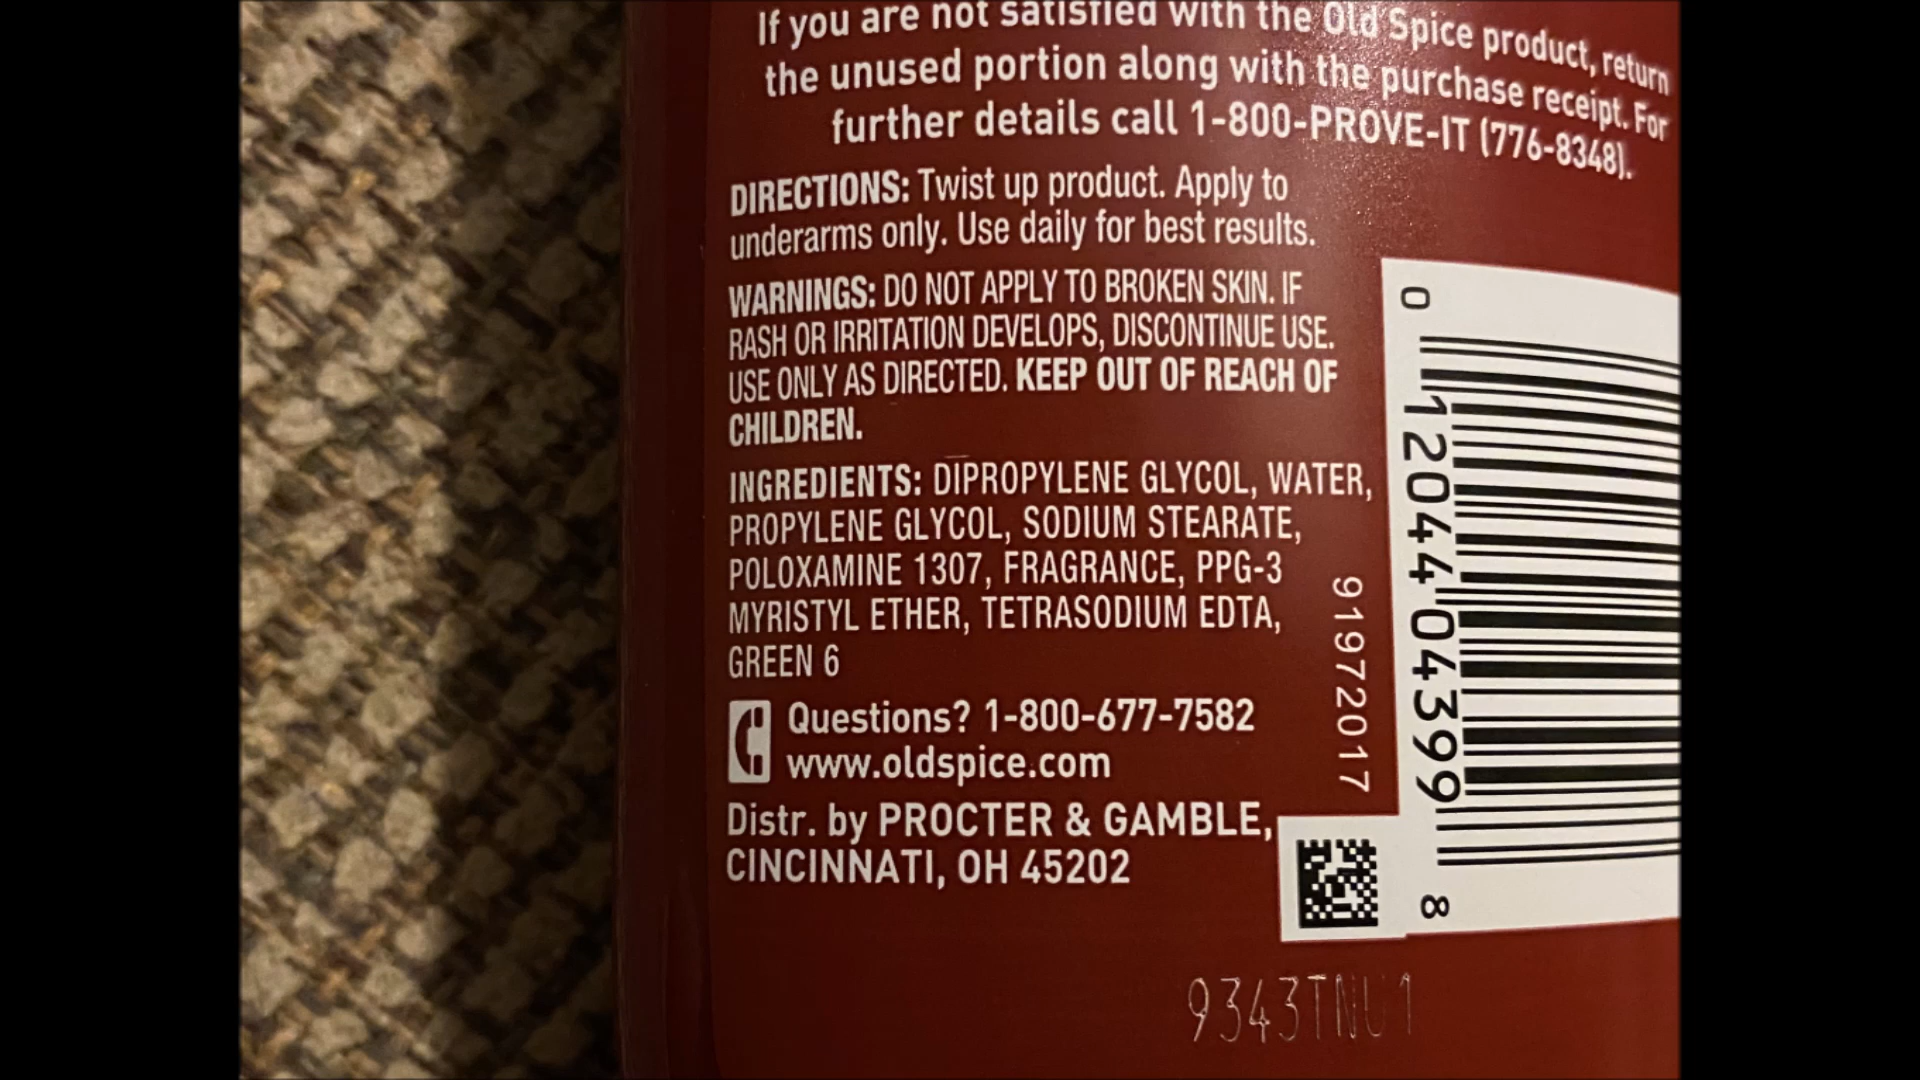 If you are not satisfied with the Old Spice product, return
the unused portion along with the purchase receipt. For
further details call 1-800-PROVE-IT (776-8348).
DIRECTIONS: Twist up product. Apply to
underarms only. Use daily for best results.
WARNINGS: DO NOT APPLY TO BROKEN SKIN. IF
RASH OR IRRITATION DEVELOPS, DISCONTINUE USE.
USE ONLY AS DIRECTED. KEEP OUT OF REACH OF
CHILDREN.
INGREDIENTS: DIPROPYLENE GLYCOL, WATER,
PROPYLENE GLYCOL, SODIUM STEARATE,
POLOXAMINE 1307, FRAGRANCE, PPG-3
MYRISTYL ETHER, TETRASODIUM EDTA,
GREEN 6
Questions? 1-800-677-7582
www.oldspice.com
Distr. by PROCTER & GAMBLE,
CINCINNATI, OH 45202
91972017
0 12044 04399 8
9343TNU1